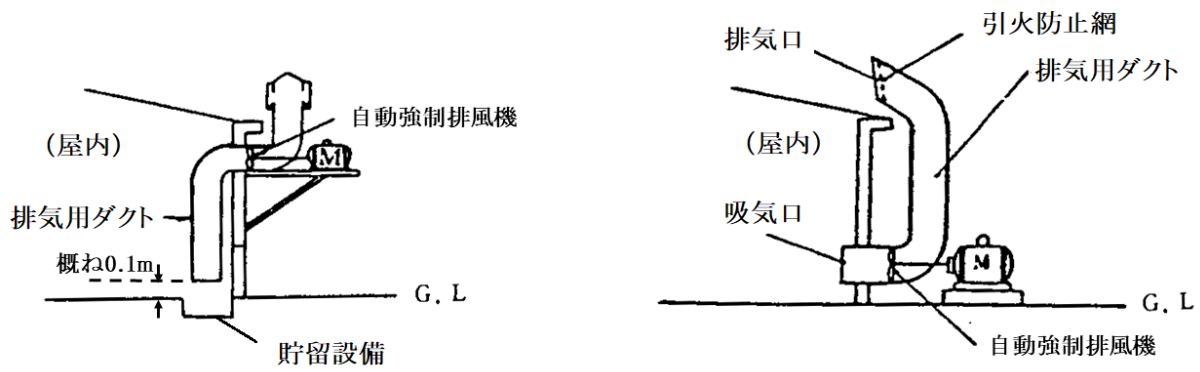 自動強制排風機
(屋内)
M
排気用ダクト
概ね0.1m
G.L
貯留設備
引火防止網
排気口
排気用ダクト
(屋内)
吸気口
M
G.L
自動強制排風機